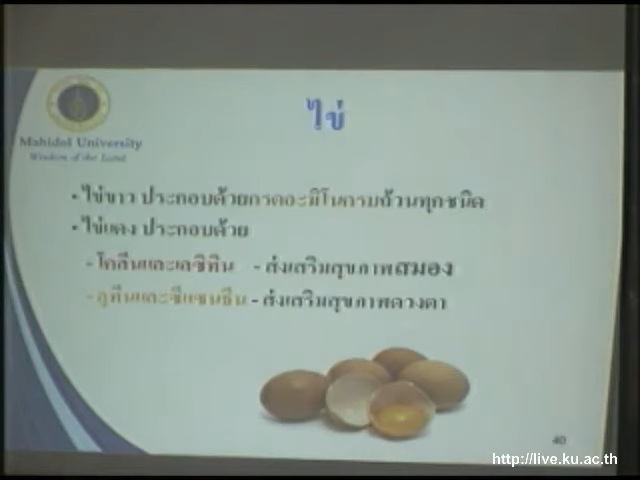 Mahidol University
Wisdom of the Land
ไข่
• ไข่ขาว ประกอบด้วยกรดอะมิโนครบถ้วนทุกชนิด
• ไข่แดง ประกอบด้วย
- โคลีนและเลซิทิน - ส่งเสริมสุขภาพสมอง
- ลูทีนและซีแซนธีน - ส่งเสริมสุขภาพดวงตา
40
http://live.ku.ac.th